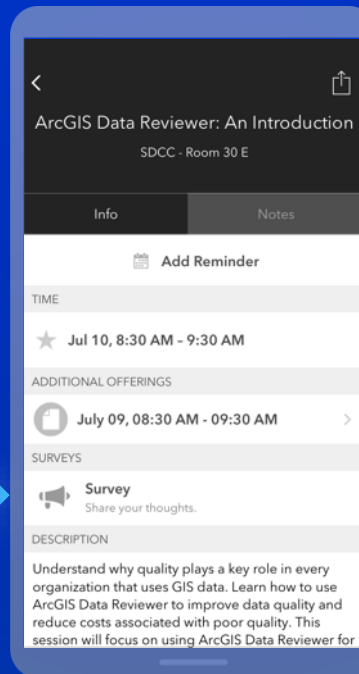 ArcGIS Data Reviewer: An Introduction
SDCC - Room 30 E
Info Notes
Add Reminder
TIME
Jul 10, 8:30 AM – 9:30 AM
ADDITIONAL OFFERINGS
July 09, 08:30 AM - 09:30 AM
SURVEYS
Survey
Share your thoughts.
DESCRIPTION
Understand why quality plays a key role in every
organization that uses GIS data. Learn how to use
ArcGIS Data Reviewer to improve data quality and
reduce costs associated with poor quality. This
session will focus on using ArcGIS Data Reviewer for